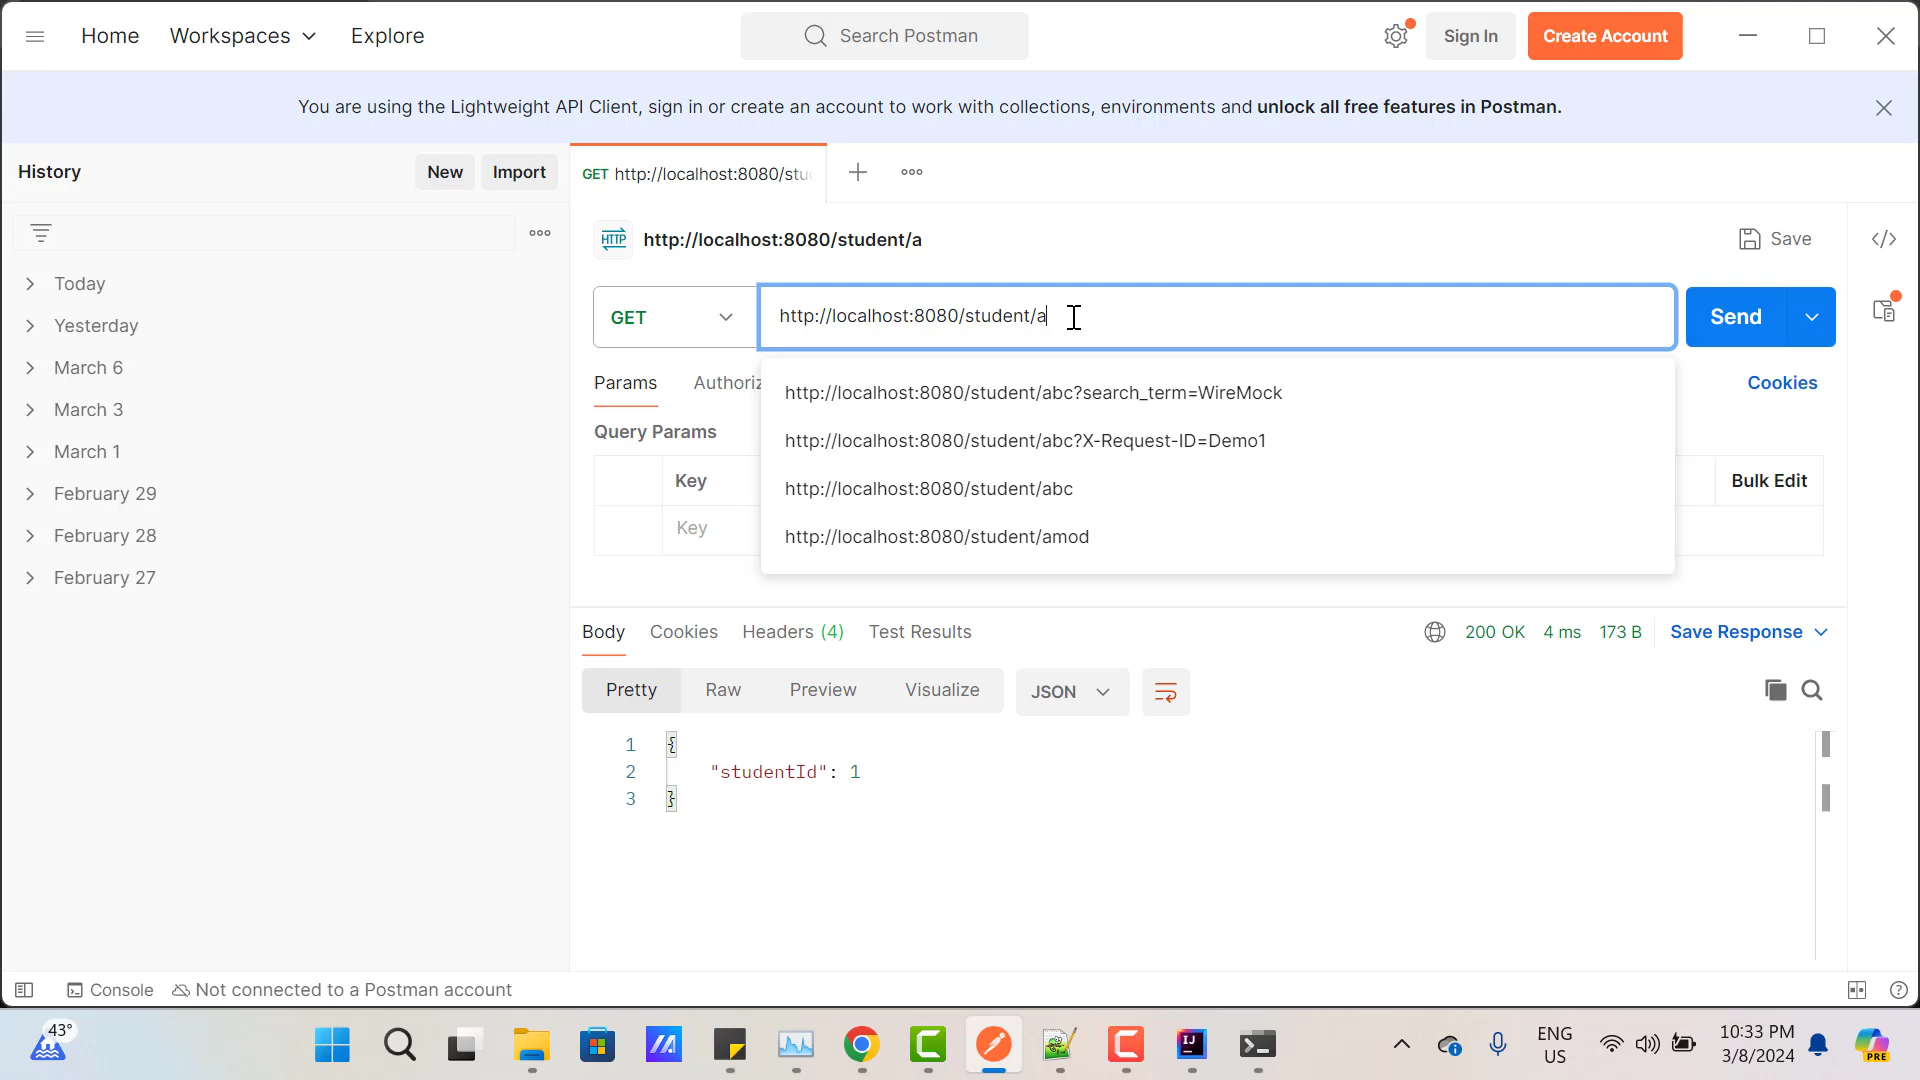 Home
Workspaces
Explore
Search Postman
Sign In
Create Account
You are using the Lightweight API Client, sign in or create an account to work with collections, environments and unlock all free features in Postman.
History
New
Import
GET http://localhost:8080/stu
http://localhost:8080/student/a
Save
GET
http://localhost:8080/student/a
Send
Params
Authoriz
Cookies
http://localhost:8080/student/abc?search_term=WireMock
http://localhost:8080/student/abc?X-Request-ID=Demo1
http://localhost:8080/student/abc
http://localhost:8080/student/amod
Query Params
Key
Bulk Edit
Key
Today
Yesterday
March 6
March 3
March 1
February 29
February 28
February 27
Body
Cookies
Headers (4)
Test Results
200 OK
4 ms
173 B
Save Response
Pretty
Raw
Preview
Visualize
JSON
1 {
2 "studentId": 1
3 }
Console
Not connected to a Postman account
43°
ENG
US
10:33 PM
3/8/2024
HTTP
IJ
PRE